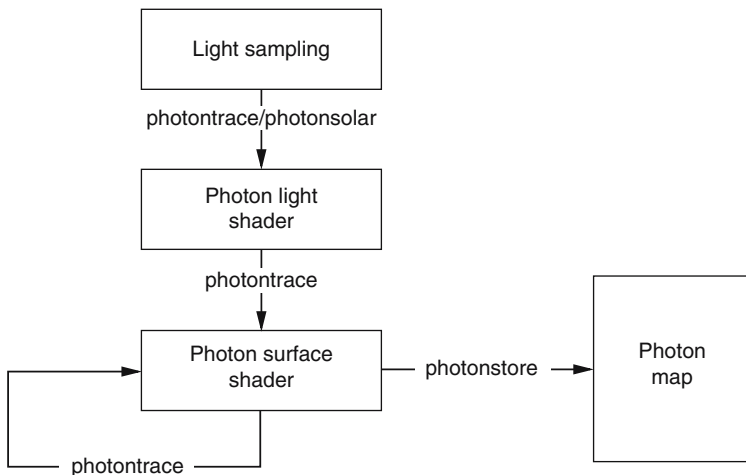 Light sampling
photontrace/photonsolar
Photon light
shader
photontrace
Photon surface
shader
photonstore
Photon
map
photontrace